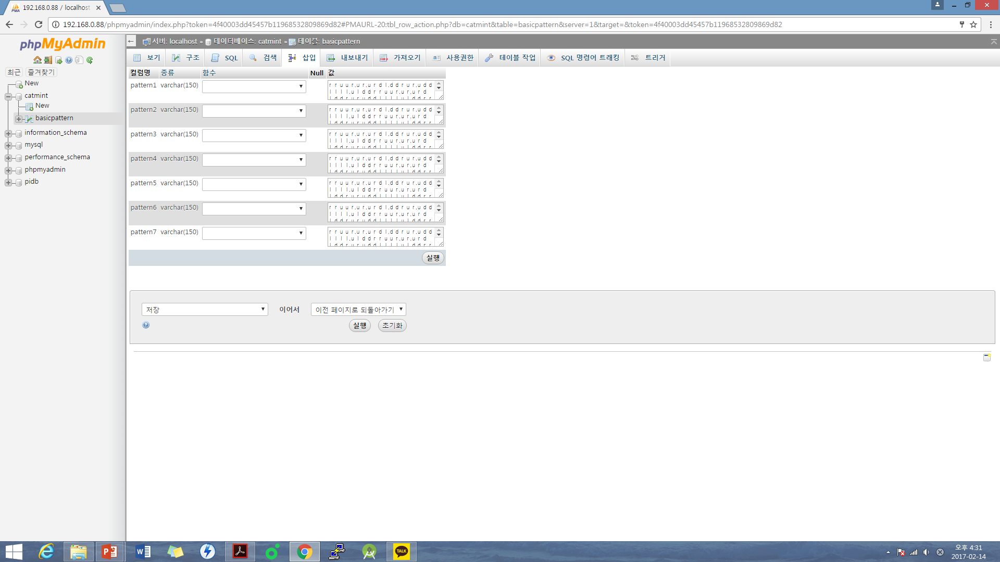 192.168.0.88 / localhost
192.168.0.88/phpmyadmin/index.php?token=4f40003dd45457b11968532809869d82#PMAURL-20:tbl_row_action.php?db=catmint&table=basicpattern&server=1&target=&token=4f40003dd45457b11968532809869d82
phpMyAdmin
최근 즐겨찾기
New
catmint
New
basicpattern
information_schema
mysql
performance_schema
phpmyadmin
pidb
서버: localhost » 데이터베이스: catmint » 테이블: basicpattern
보기 구조 SQL 검색 삽입 내보내기 가져오기 사용권한 테이블 작업 SQL 명령어 트래킹 트리거
컬럼명 종류 함수 Null 값
pattern1 varchar(150)
r r u u r,u r,u r d l,d d r u r,u d d
l l l l,u l d d r r u u r,u r,u r d
pattern2 varchar(150)
r r u u r,u r,u r d l,d d r u r,u d d
l l l l,u l d d r r u u r,u r,u r d
pattern3 varchar(150)
r r u u r,u r,u r d l,d d r u r,u d d
l l l l,u l d d r r u u r,u r,u r d
pattern4 varchar(150)
r r u u r,u r,u r d l,d d r u r,u d d
l l l l,u l d d r r u u r,u r,u r d
pattern5 varchar(150)
r r u u r,u r,u r d l,d d r u r,u d d
l l l l,u l d d r r u u r,u r,u r d
pattern6 varchar(150)
r r u u r,u r,u r d l,d d r u r,u d d
l l l l,u l d d r r u u r,u r,u r d
pattern7 varchar(150)
r r u u r,u r,u r d l,d d r u r,u d d
l l l l,u l d d r r u u r,u r,u r d
실행
저장 이어서 이전 페이지로 되돌아가기
실행 초기화
TALK
오후 4:31
2017-02-14